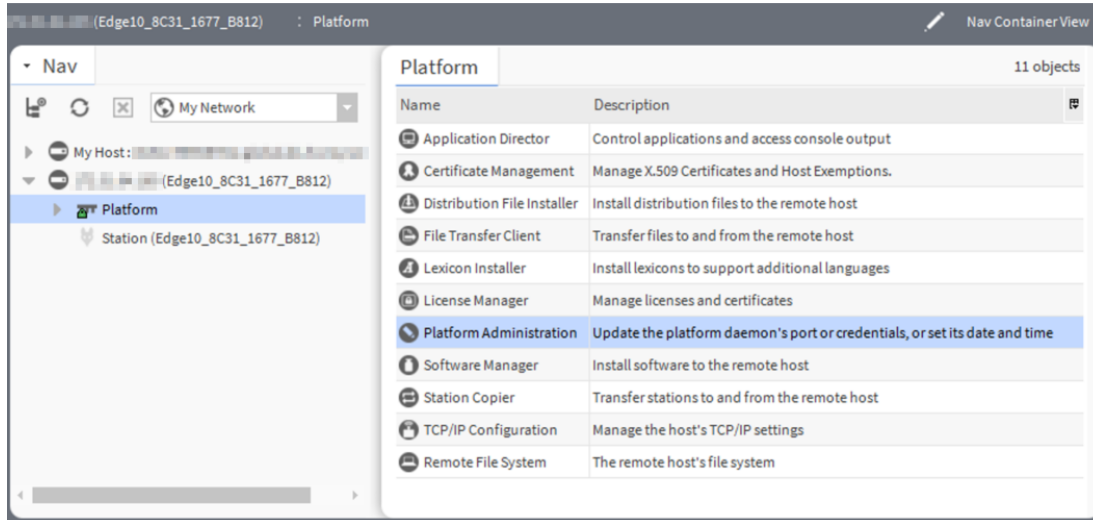 (Edge10_8C31_1677_B812) : Platform Nav Container View
Nav
My Network
My Host:
(Edge10_8C31_1677_B812)
Platform
Station (Edge10_8C31_1677_B812)
Platform 11 objects
Name Description
Application Director Control applications and access console output
Certificate Management Manage X.509 Certificates and Host Exemptions.
Distribution File Installer Install distribution files to the remote host
File Transfer Client Transfer files to and from the remote host
Lexicon Installer Install lexicons to support additional languages
License Manager Manage licenses and certificates
Platform Administration Update the platform daemon's port or credentials, or set its date and time
Software Manager Install software to the remote host
Station Copier Transfer stations to and from the remote host
TCP/IP Configuration Manage the host's TCP/IP settings
Remote File System The remote host's file system